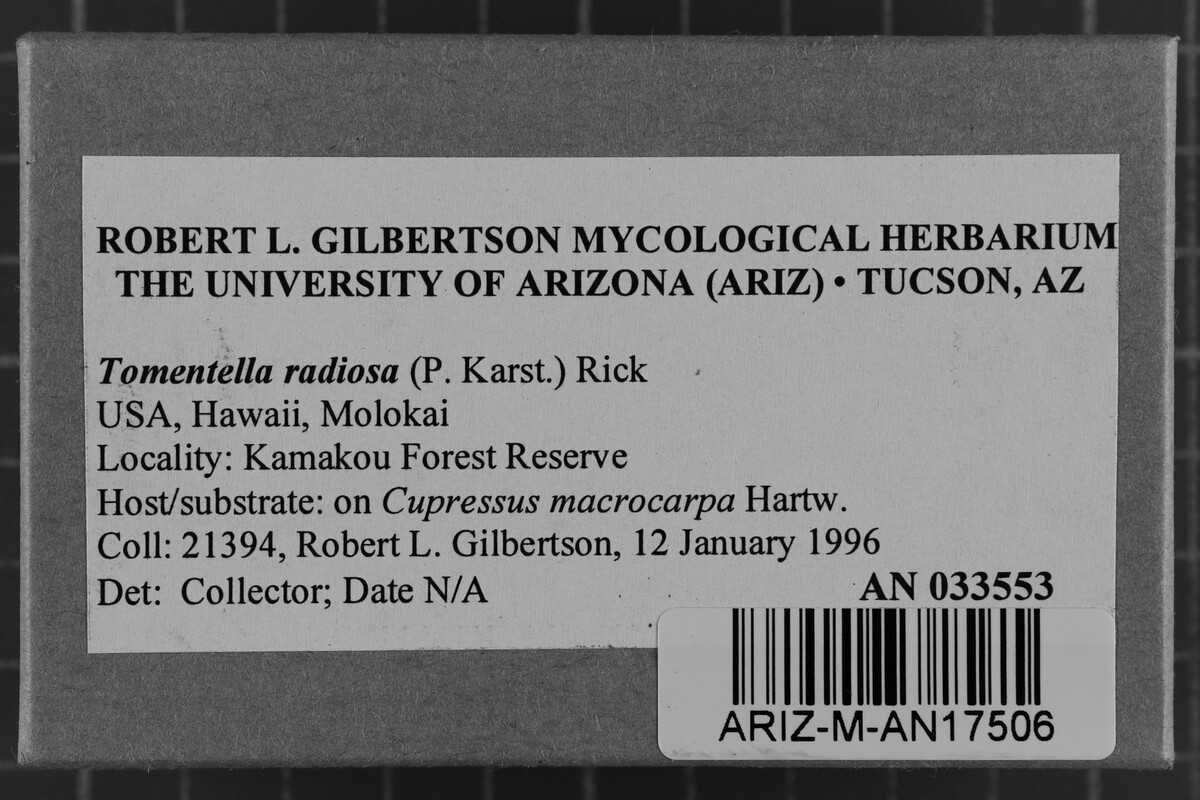 ROBERT L. GILBERTSON MYCOLOGICAL HERBARIUM
THE UNIVERSITY OF ARIZONA (ARIZ) • TUCSON, AZ
Tomentella radiosa (P. Karst.) Rick
USA, Hawaii, Molokai
Locality: Kamakou Forest Reserve
Host/substrate: on Cupressus macrocarpa Hartw.
Coll: 21394, Robert L. Gilbertson, 12 January 1996
Det: Collector; Date N/A
AN 033553
ARIZ-M-AN17506